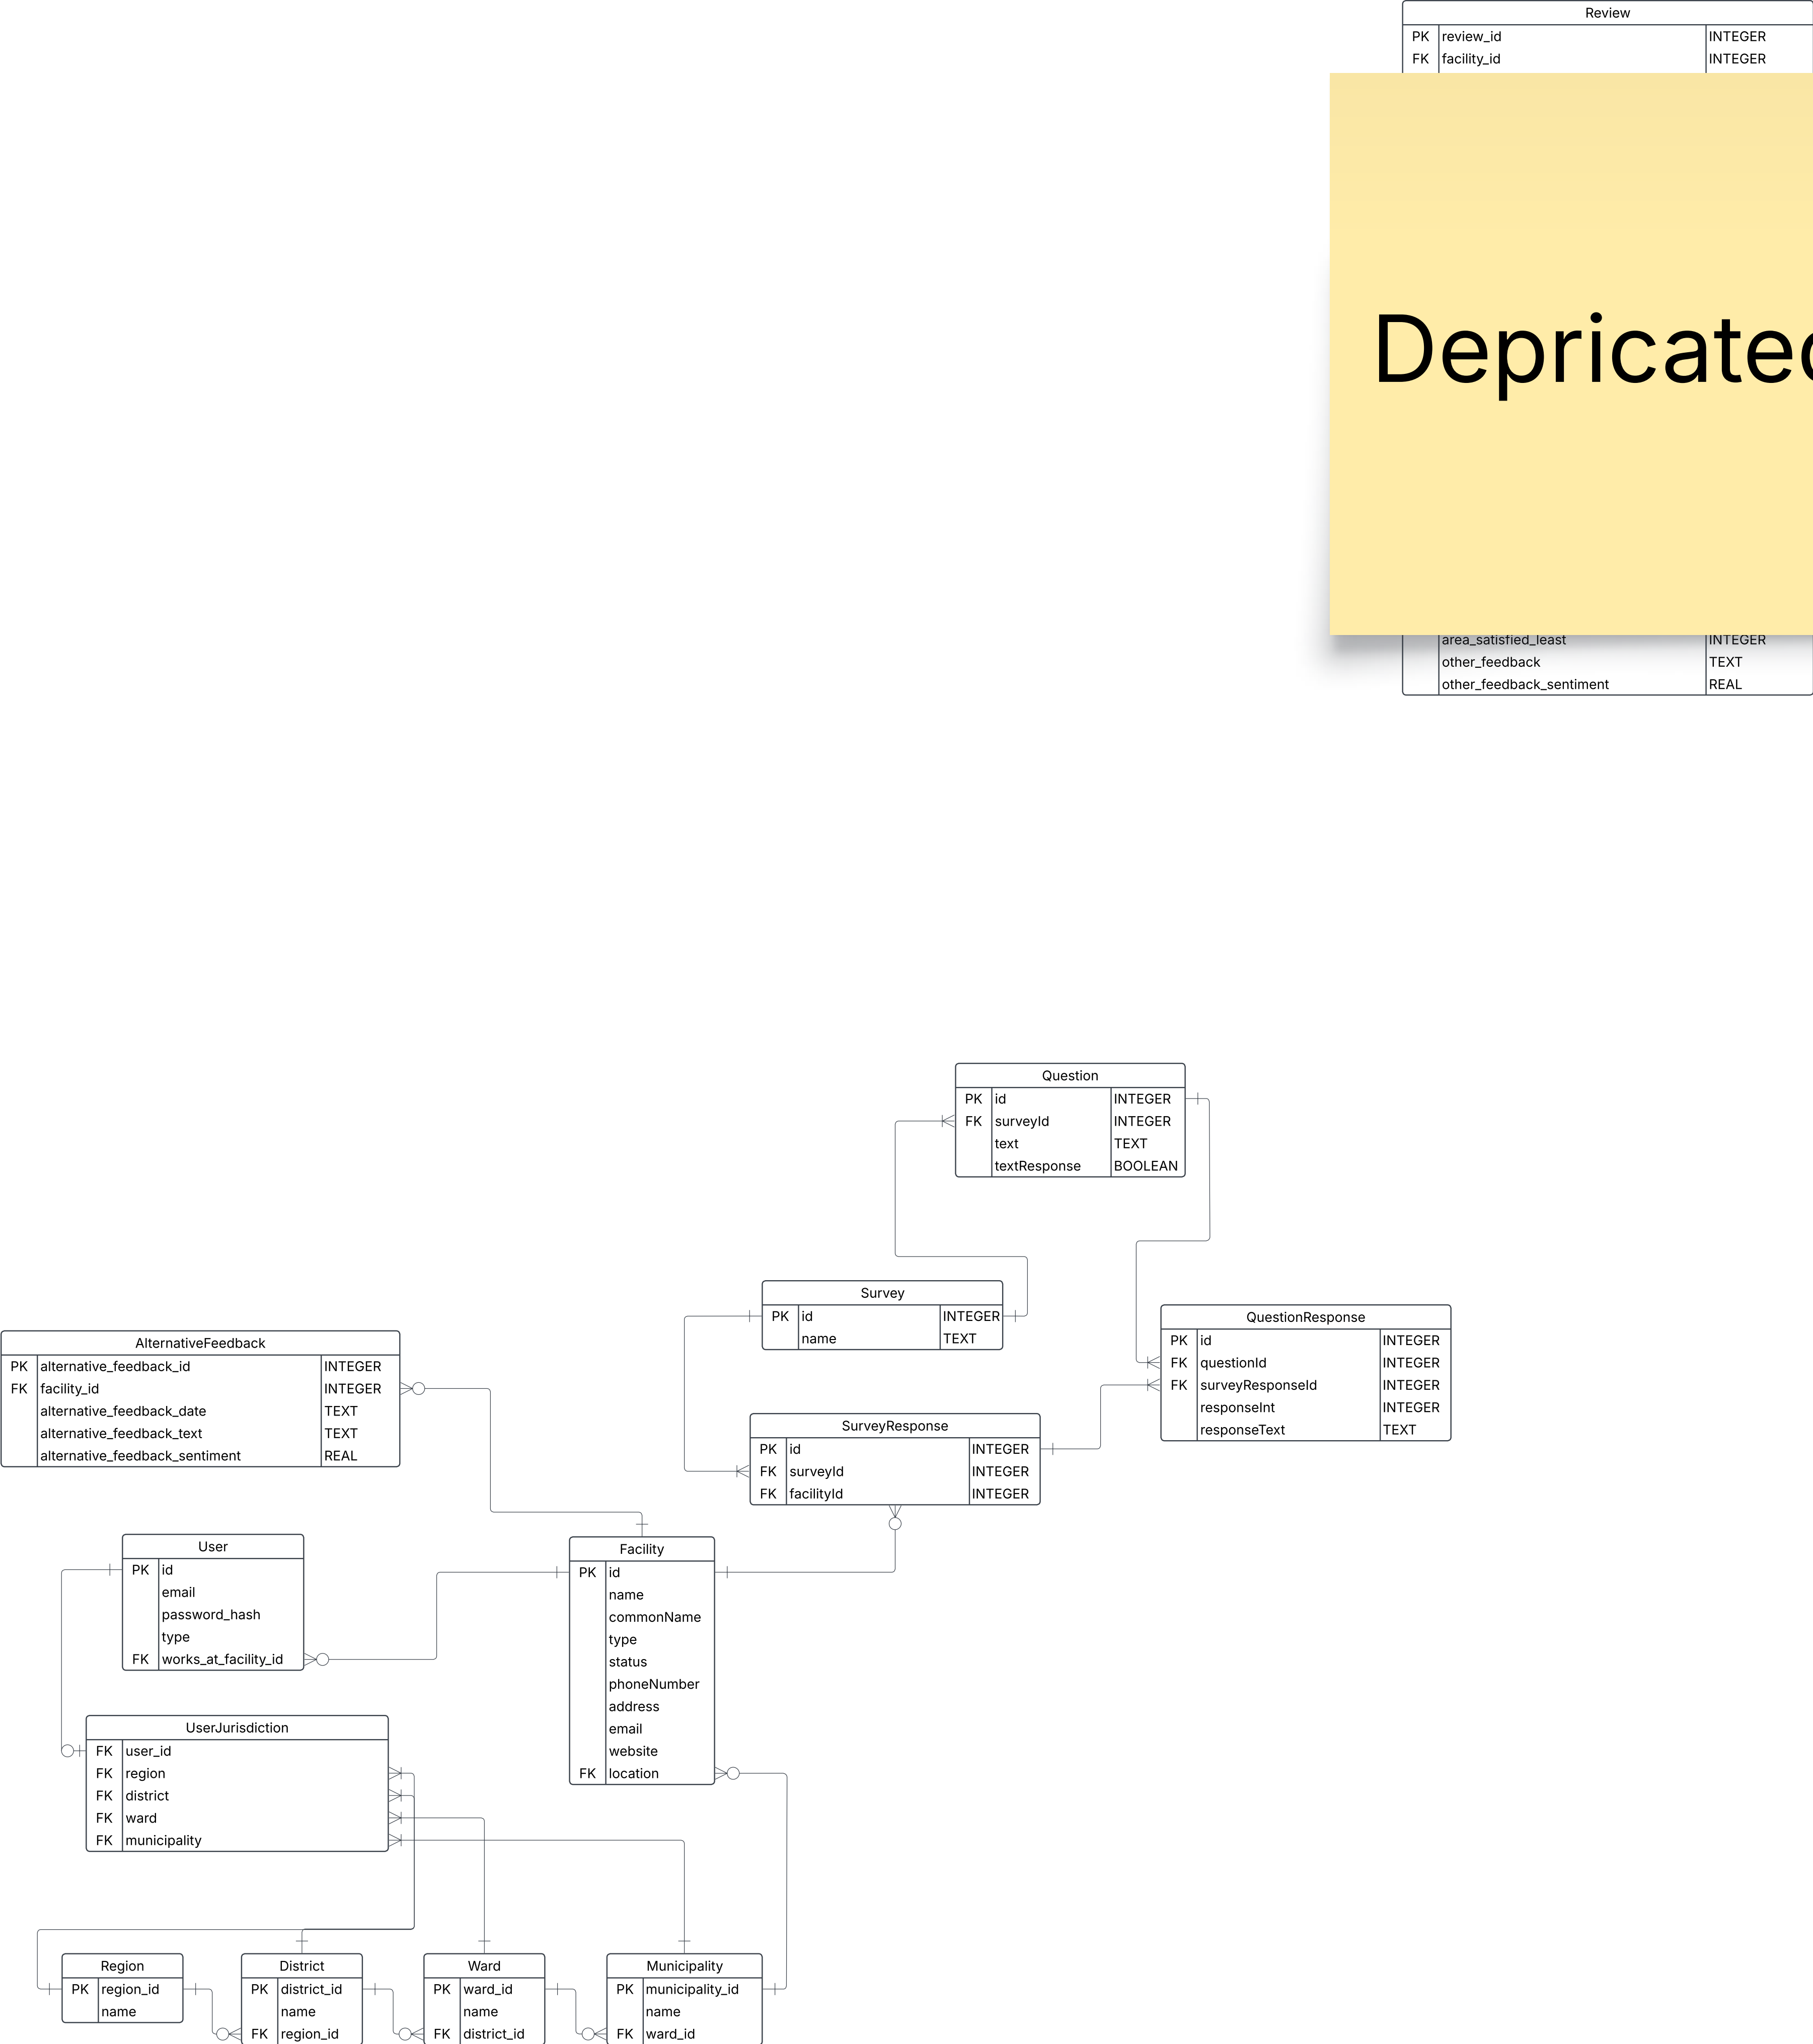 Review
PK review_id INTEGER
FK facility_id INTEGER
area_satisfied_least INTEGER
other_feedback TEXT
other_feedback_sentiment REAL
Question
PK id INTEGER
FK surveyId INTEGER
text TEXT
textResponse BOOLEAN
Survey
PK id INTEGER
name TEXT
QuestionResponse
PK id INTEGER
FK questionId INTEGER
FK surveyResponseId INTEGER
responseInt INTEGER
responseText TEXT
AlternativeFeedback
PK alternative_feedback_id INTEGER
FK facility_id INTEGER
alternative_feedback_date TEXT
alternative_feedback_text TEXT
alternative_feedback_sentiment REAL
SurveyResponse
PK id INTEGER
FK surveyId INTEGER
FK facilityId INTEGER
User
PK id
email
password_hash
type
FK works_at_facility_id
Facility
PK id
name
commonName
type
status
phoneNumber
address
email
website
FK location
UserJurisdiction
FK user_id
FK region
FK district
FK ward
FK municipality
Region
PK region_id
name
District
PK district_id
name
FK region_id
Ward
PK ward_id
name
FK district_id
Municipality
PK municipality_id
name
FK ward_id